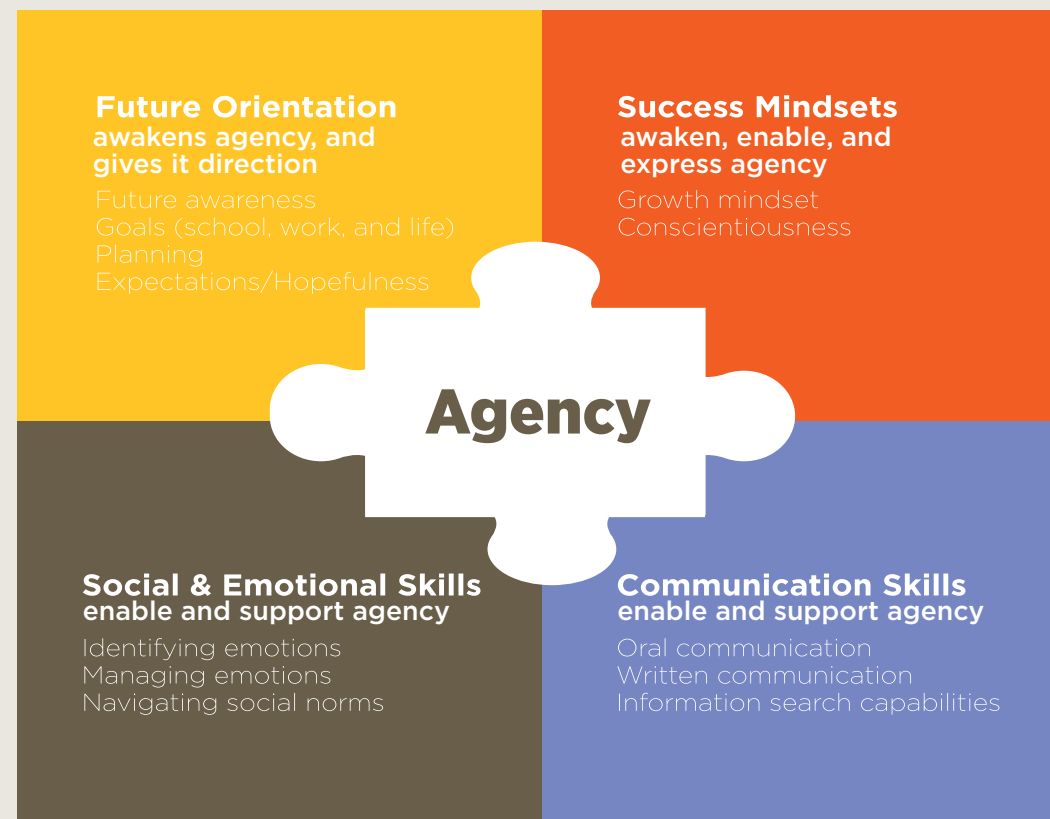 Future Orientation
awakens agency, and
gives it direction
Future awareness
Goals (school, work, and life)
Planning
Expectations/Hopefulness
Success Mindsets
awaken, enable, and
express agency
Growth mindset
Conscientiousness
Agency
Social & Emotional Skills
enable and support agency
Identifying emotions
Managing emotions
Navigating social norms
Communication Skills
enable and support agency
Oral communication
Written communication
Information search capabilities